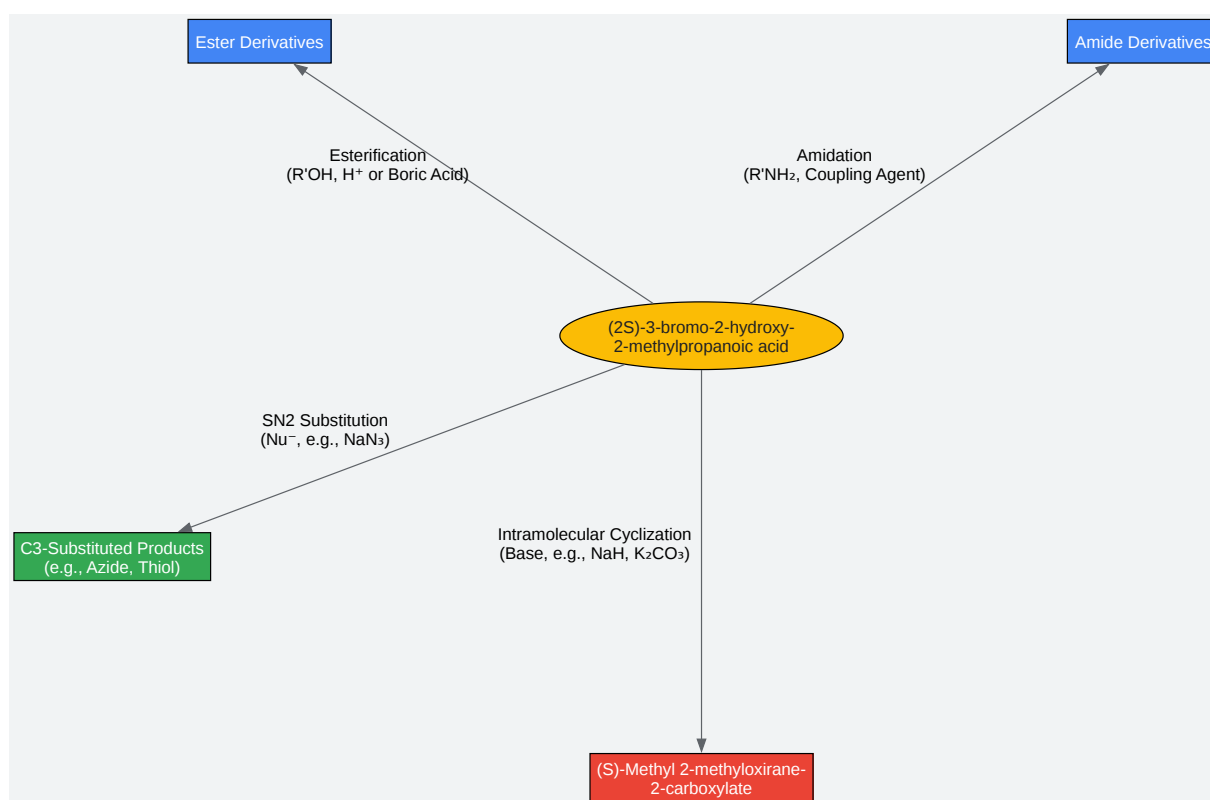 Ester Derivatives
Amide Derivatives
Esterification
(R'OH, H⁺ or Boric Acid)
Amidation
(R'NH₂, Coupling Agent)
(2S)-3-bromo-2-hydroxy-
2-methylpropanoic acid
SN2 Substitution
(Nu⁻, e.g., NaN₃)
Intramolecular Cyclization
(Base, e.g., NaH, K₂CO₃)
C3-Substituted Products
(e.g., Azide, Thiol)
(S)-Methyl 2-methyloxirane-
2-carboxylate